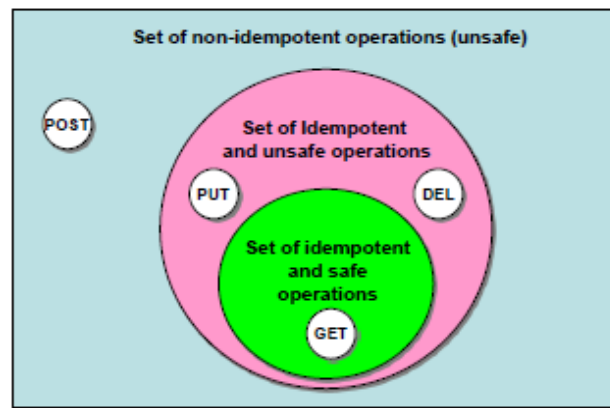 Set of non-idempotent operations (unsafe)
POST
Set of Idempotent
and unsafe operations
PUT
DEL
Set of idempotent
and safe
operations
GET